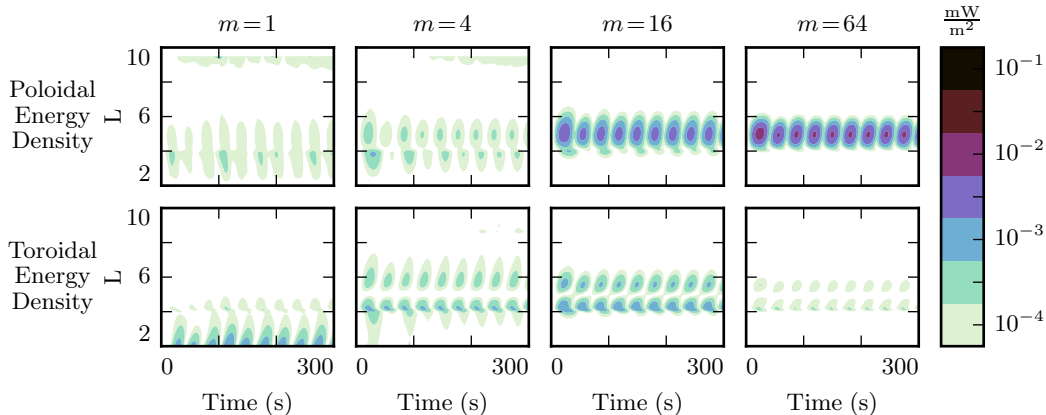 m = 1 m = 4 m = 16 m = 64 mW/m²
Poloidal Energy Density
L
10
6
2
Toroidal Energy Density
L
10
6
2
10⁻¹
10⁻²
10⁻³
10⁻⁴
0 300 0 300 0 300 0 300
Time (s) Time (s) Time (s) Time (s)